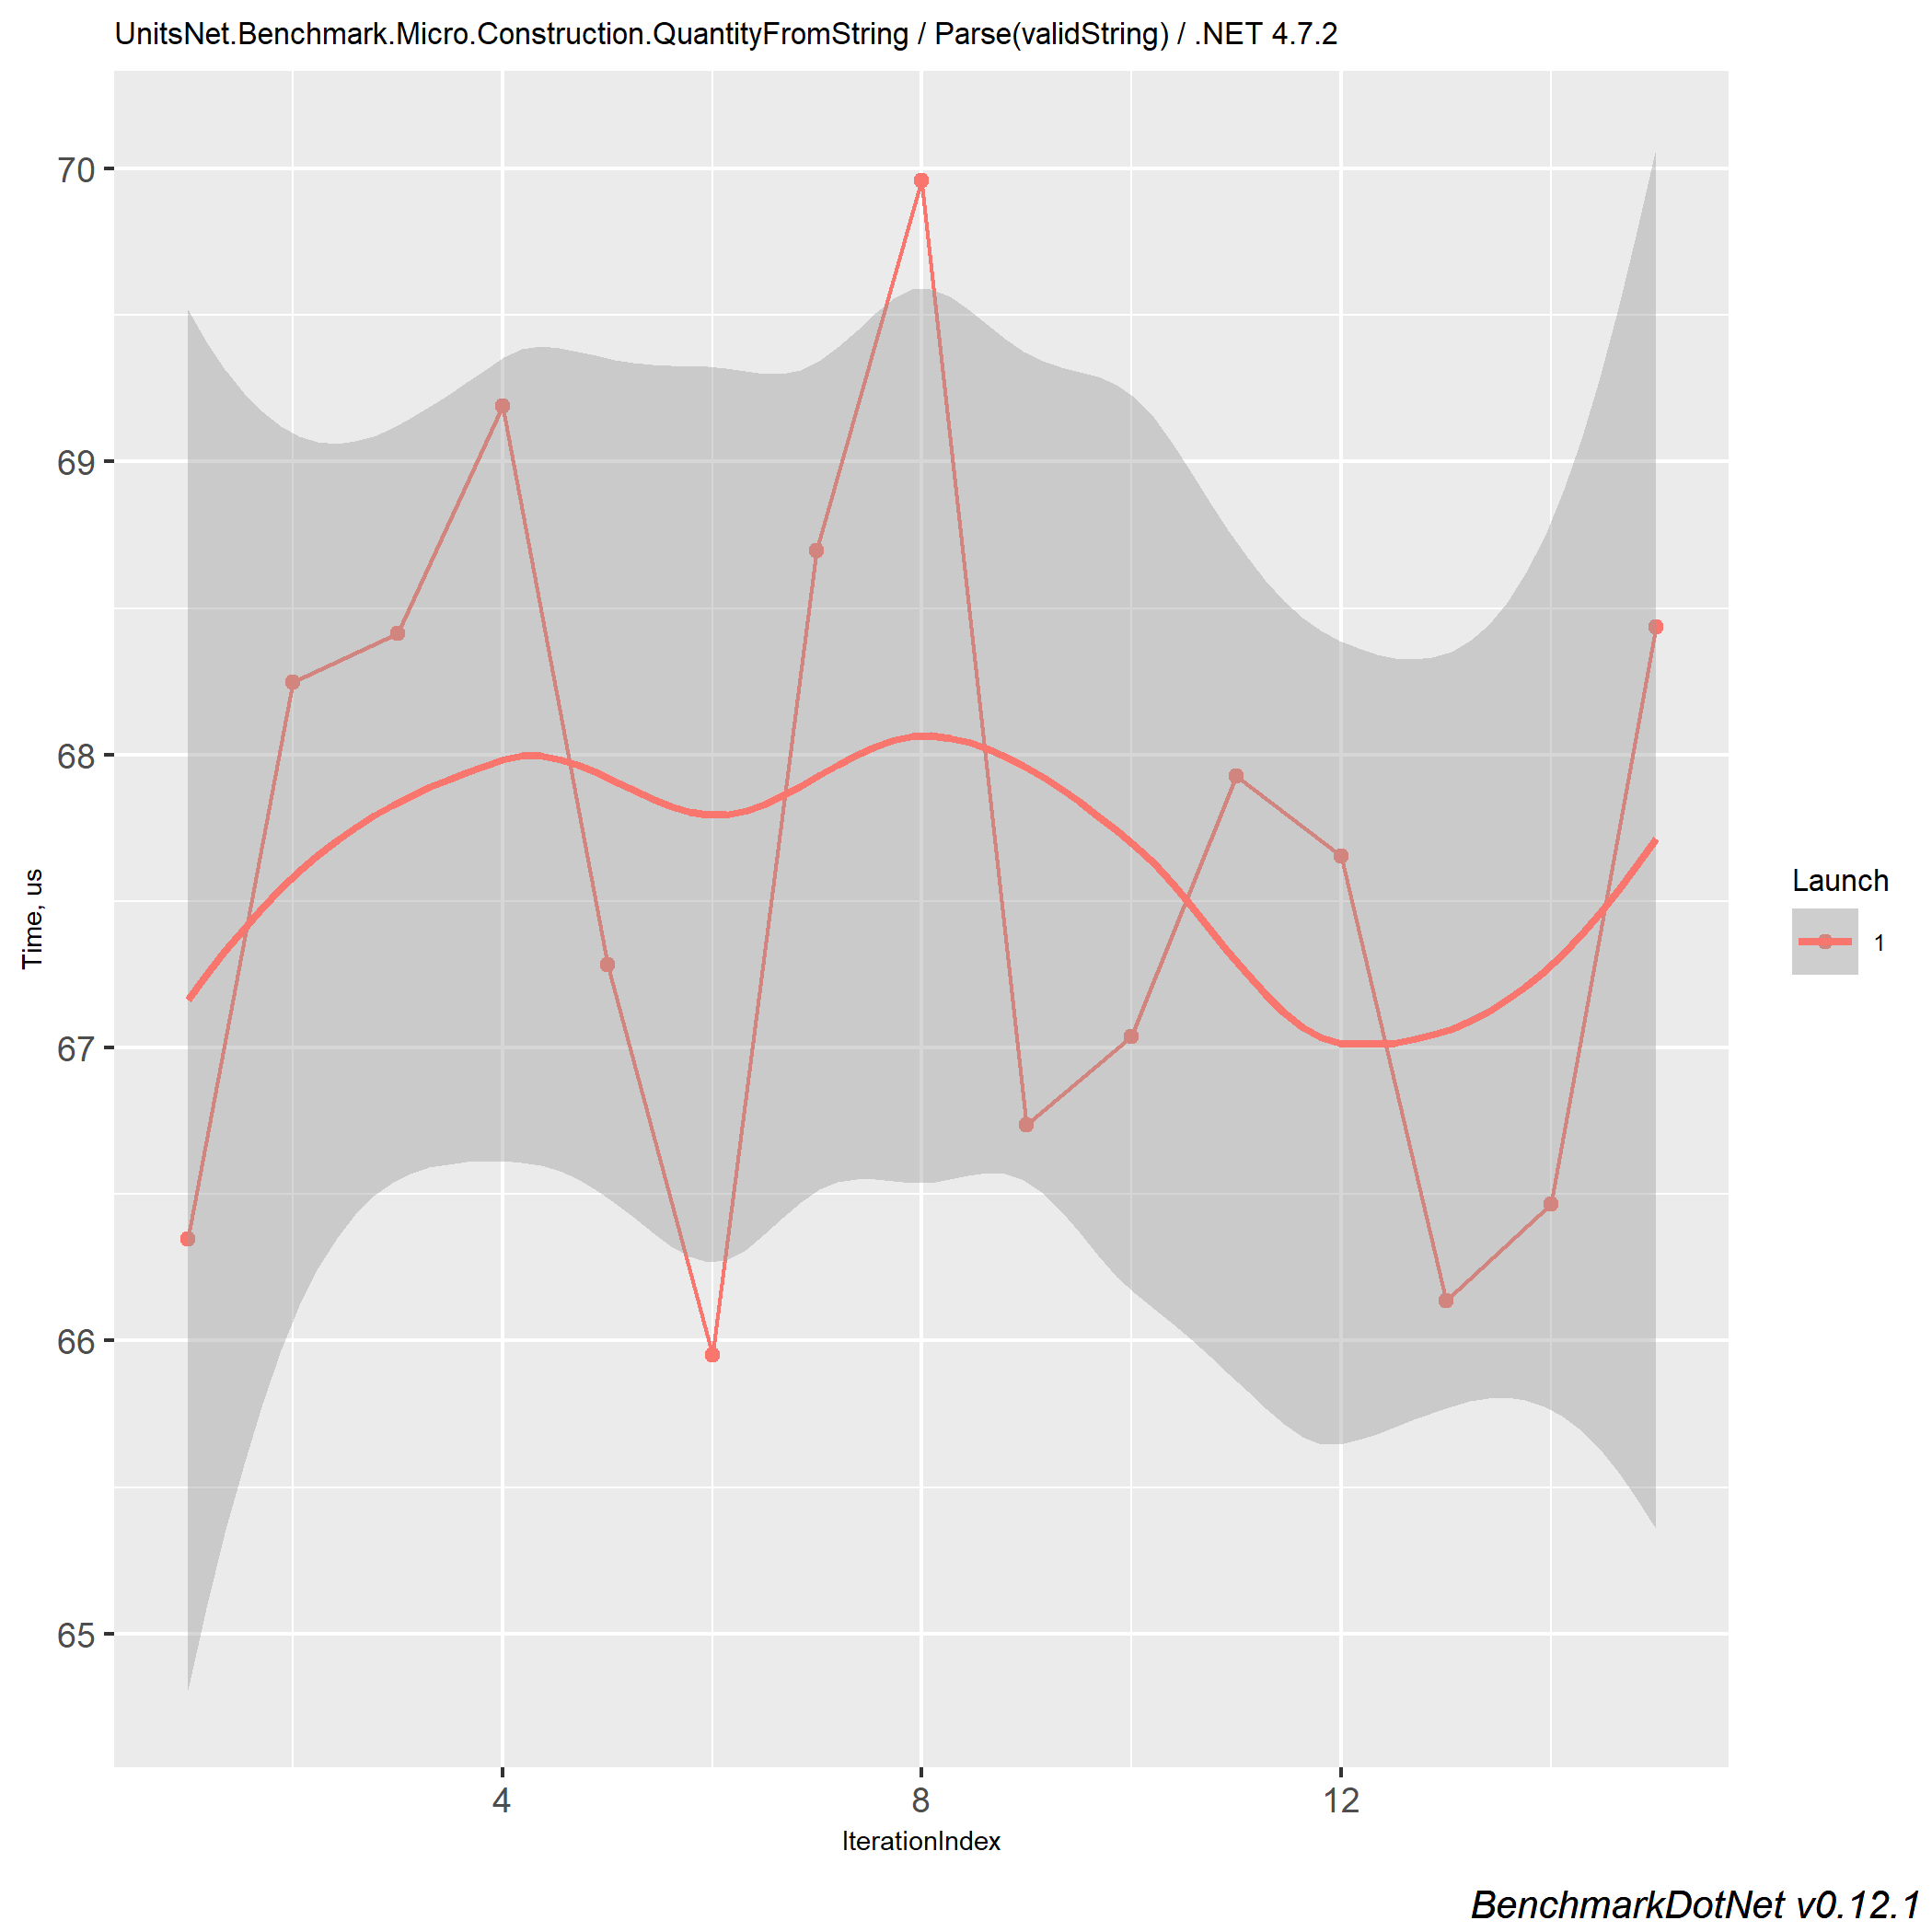 UnitsNet.Benchmark.Micro.Construction.QuantityFromString / Parse(validString) / .NET 4.7.2
70
69
68
67
66
65
Time, us
4
8
12
IterationIndex
Launch
1
BenchmarkDotNet v0.12.1